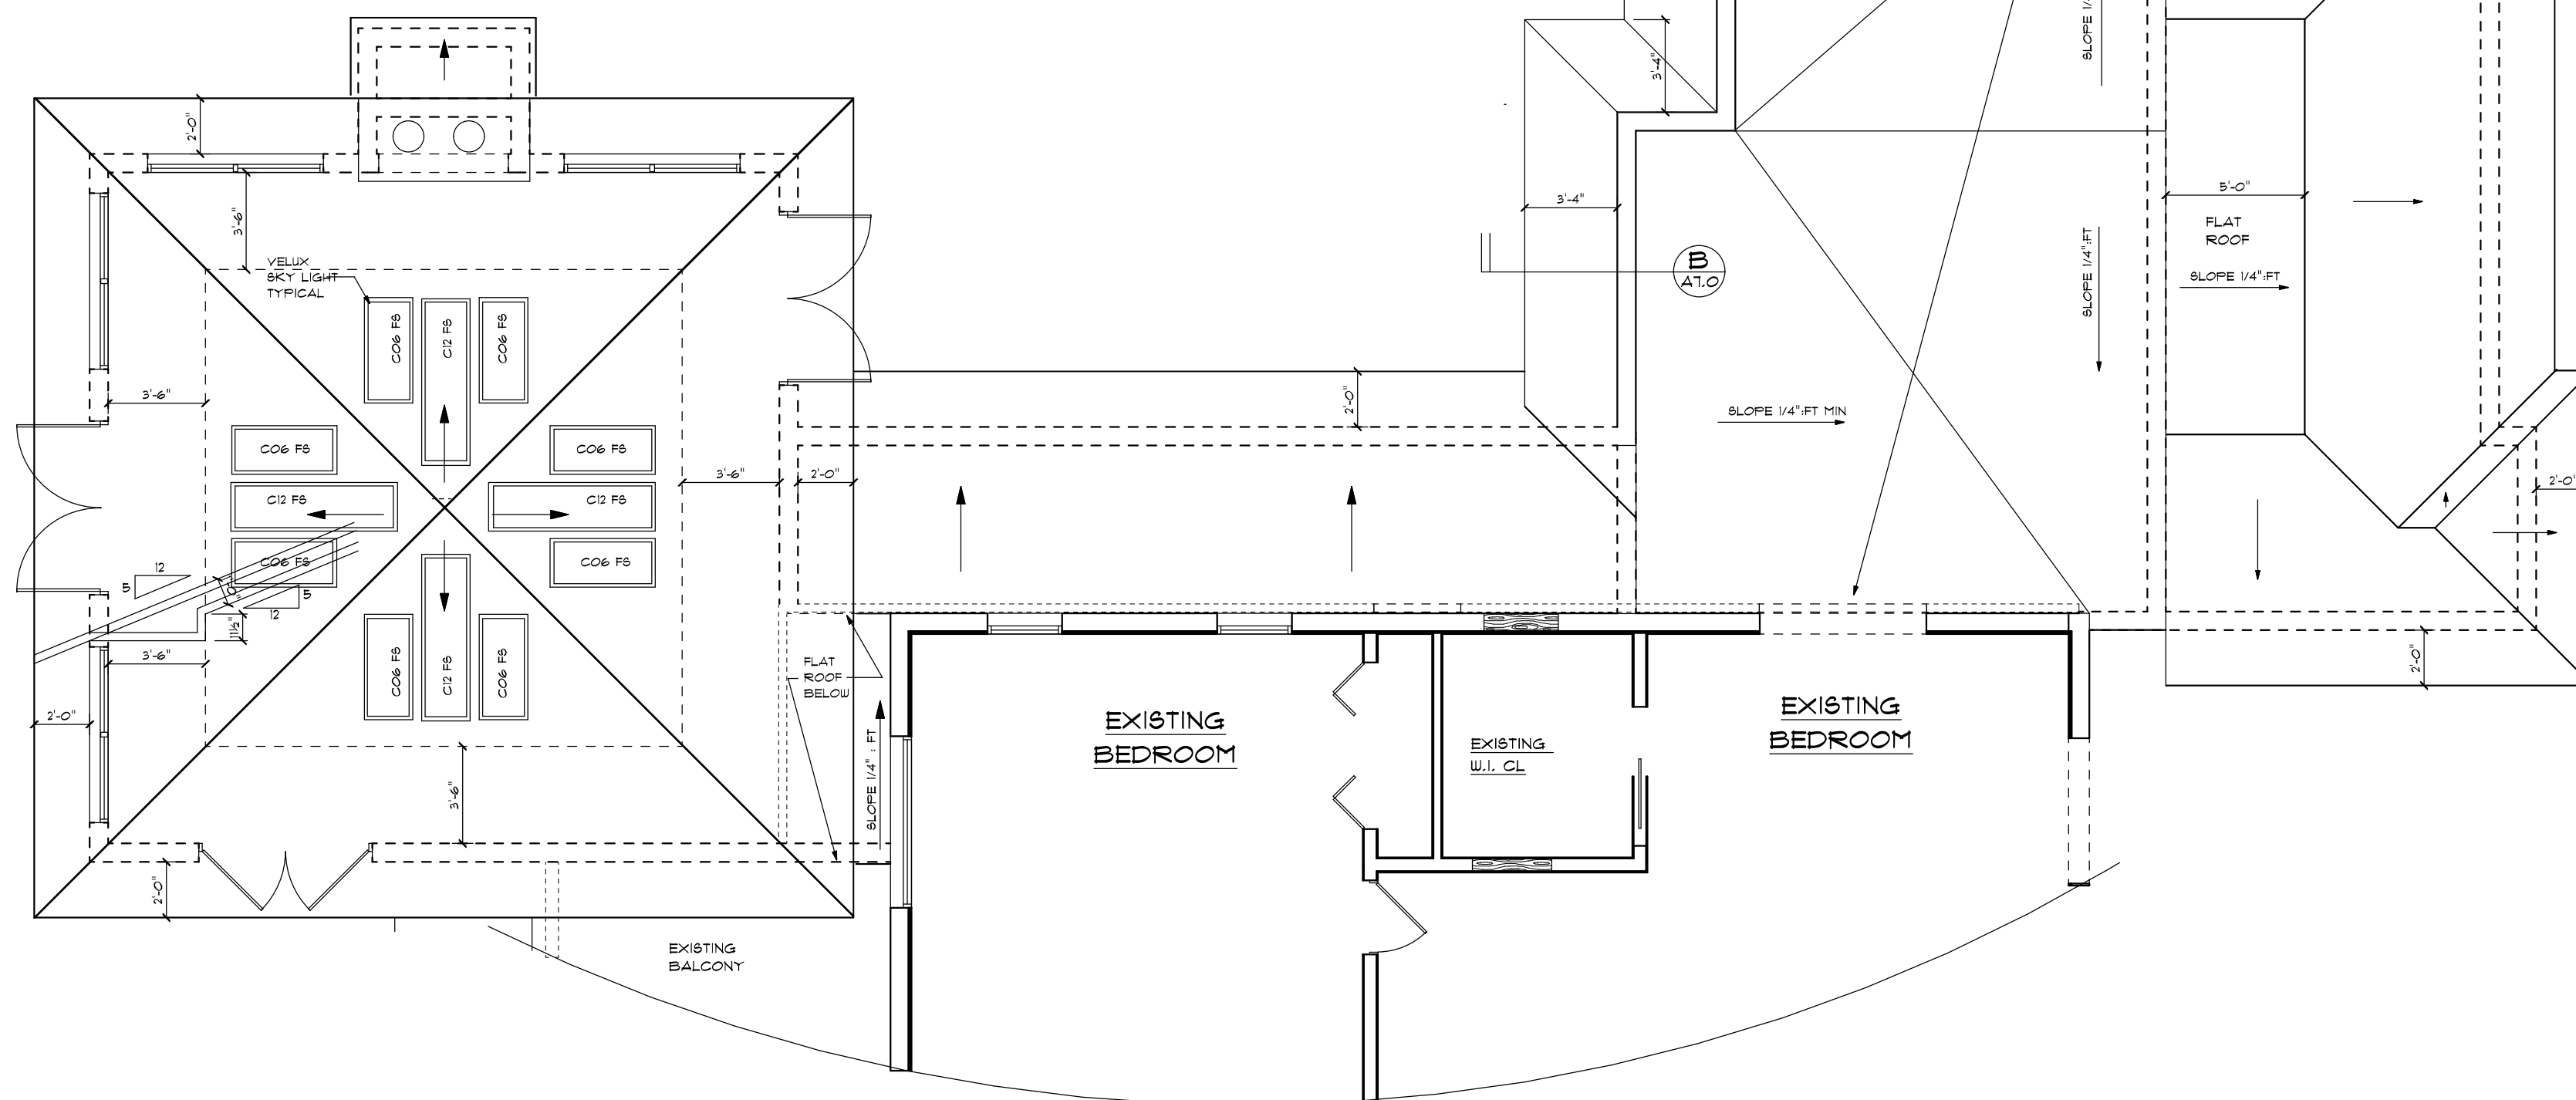 2'-0"
3'-6"
VELUX
SKY LIGHT
TYPICAL
C06 FS
C12 FS
C06 FS
3'-6"
C06 FS
C12 FS
C06 FS
C06 FS
C12 FS
C06 FS
3'-6"
2'-0"
12
5
5
12
11½"
3'-6"
2'-0"
C06 FS
C12 FS
C06 FS
3'-6"
2'-0"
FLAT
ROOF
BELOW
SLOPE 1/4" : FT
EXISTING
BALCONY
2'-0"
3'-4"
3'-4"
B
A7.0
SLOPE 1/4":FT MIN
SLOPE 1/4
SLOPE 1/4":FT
5'-0"
FLAT
ROOF
SLOPE 1/4":FT
2'-0"
2'-0"
EXISTING
BEDROOM
EXISTING
W.I. CL
EXISTING
BEDROOM